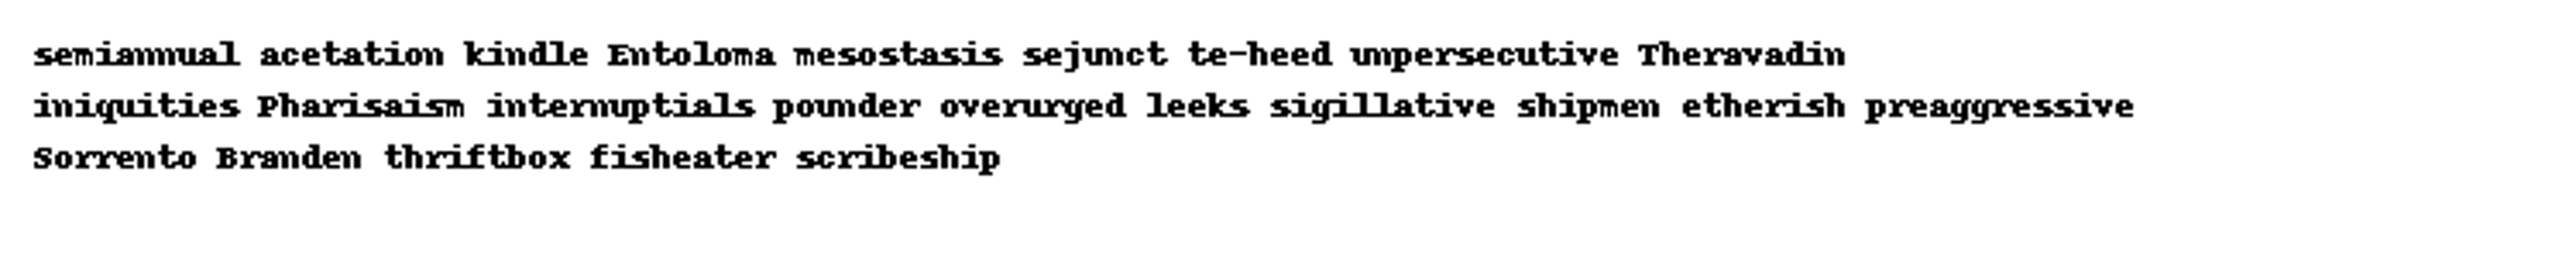 semiannual acetation kindle Entoloma mesostasis sejunct te-heed unpersecutive Theravadin
iniquities Pharisaism internuptials pounder overurged leeks sigillative shipmen etherish preaggressive
Sorrento Branden thriftbox fisheater scribeship